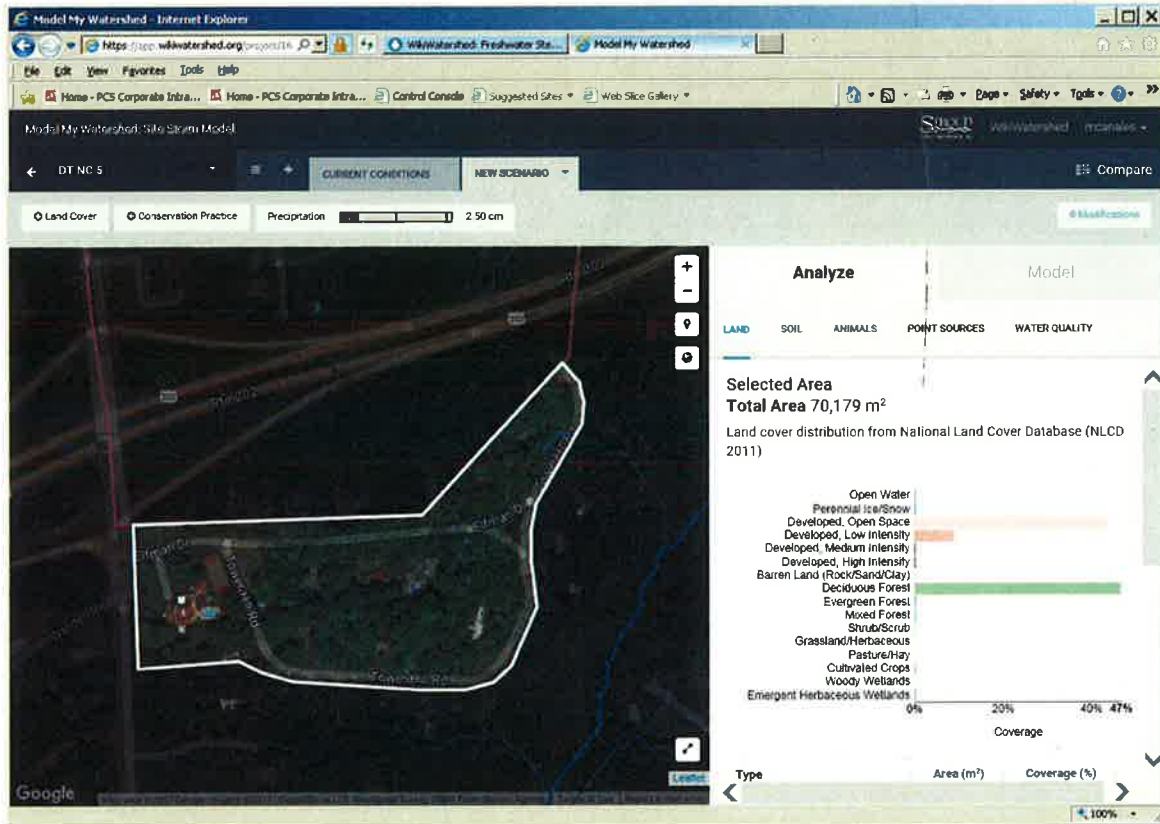 Model My Watershed - Internet Explorer
https://app.wikiwatershed.org/project/16
WikiWatershed: Freshwater Ste...
Model My Watershed
File Edit View Favorites Tools Help
Home - PCS Corporate Intra... Home - PCS Corporate Intra... Control Console Suggested Sites Web Slice Gallery
Page Safety Tools
Model My Watershed: Site Storm Model
WikiWatershed mcanales
DT NC 5
CURRENT CONDITIONS
NEW SCENARIO
Compare
Land Cover
Conservation Practice
Precipitation
2.50 cm
0 Modifications
Analyze
Model
LAND SOIL ANIMALS POINT SOURCES WATER QUALITY
Selected Area
Total Area 70,179 m²
Land cover distribution from National Land Cover Database (NLCD
2011)
Open Water
Perennial Ice/Snow
Developed, Open Space
Developed, Low Intensity
Developed, Medium Intensity
Developed, High Intensity
Barren Land (Rock/Sand/Clay)
Deciduous Forest
Evergreen Forest
Mixed Forest
Shrub/Scrub
Grassland/Herbaceous
Pasture/Hay
Cultivated Crops
Woody Wetlands
Emergent Herbaceous Wetlands
0% 20% 40% 47%
Coverage
Type Area (m²) Coverage (%)
Google
Leaflet
100%